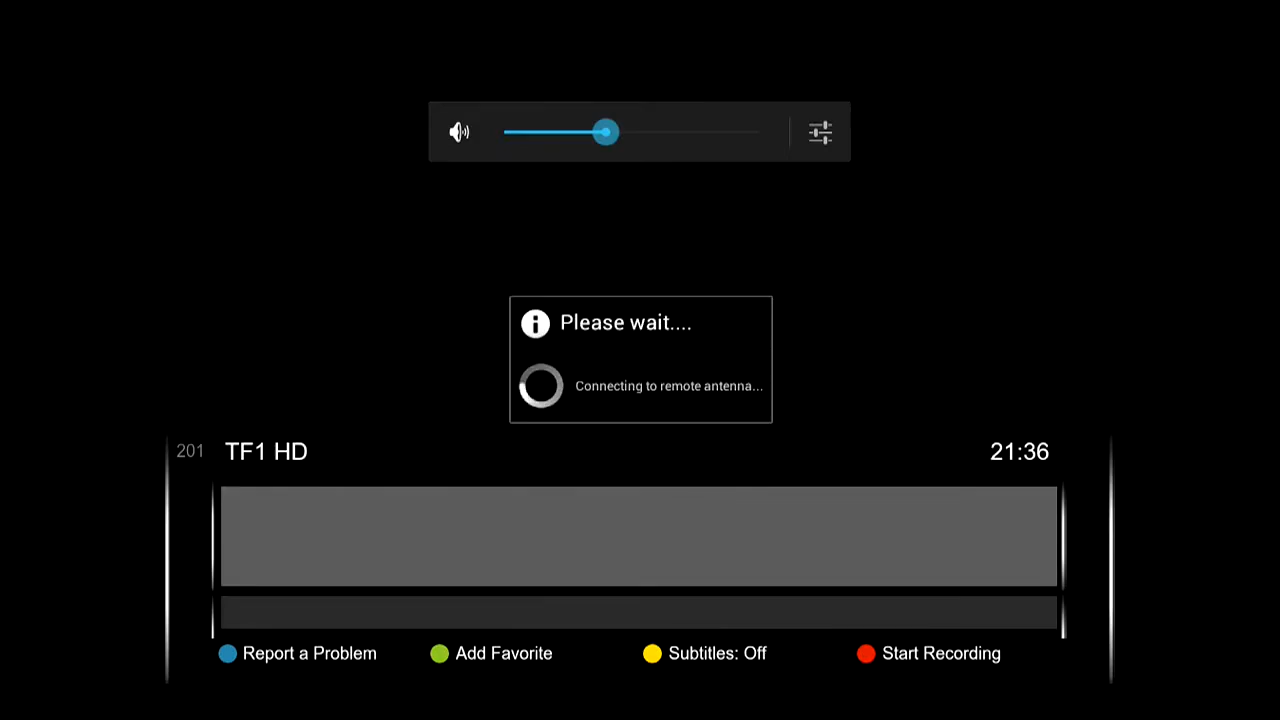 Please wait....
Connecting to remote antenna...
201 TF1 HD 21:36
Report a Problem Add Favorite Subtitles: Off Start Recording